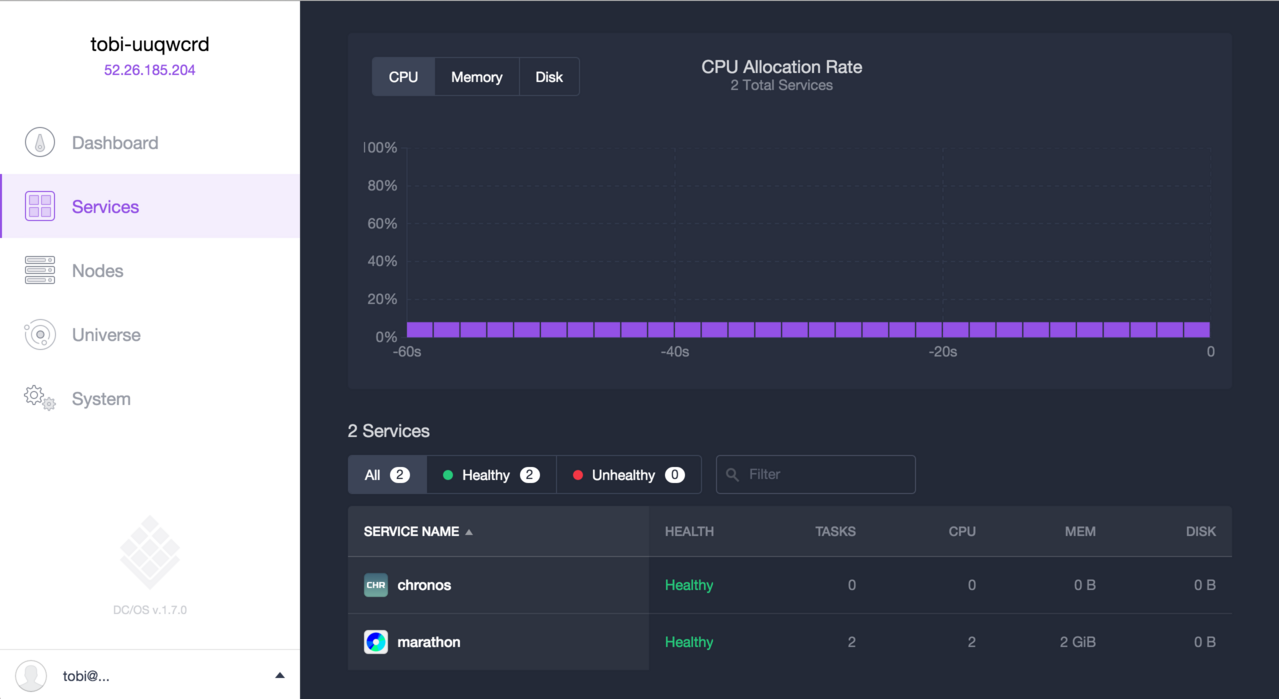 tobi-uuqwcrd
52.26.185.204
Dashboard
Services
Nodes
Universe
System
DC/OS v.1.7.0
tobi@...
CPU Memory Disk
CPU Allocation Rate
2 Total Services
100%
80%
60%
40%
20%
0%
-60s -40s -20s 0
2 Services
All 2 Healthy 2 Unhealthy 0 Filter
SERVICE NAME HEALTH TASKS CPU MEM DISK
CHR chronos Healthy 0 0 0 B 0 B
marathon Healthy 2 2 2 GiB 0 B